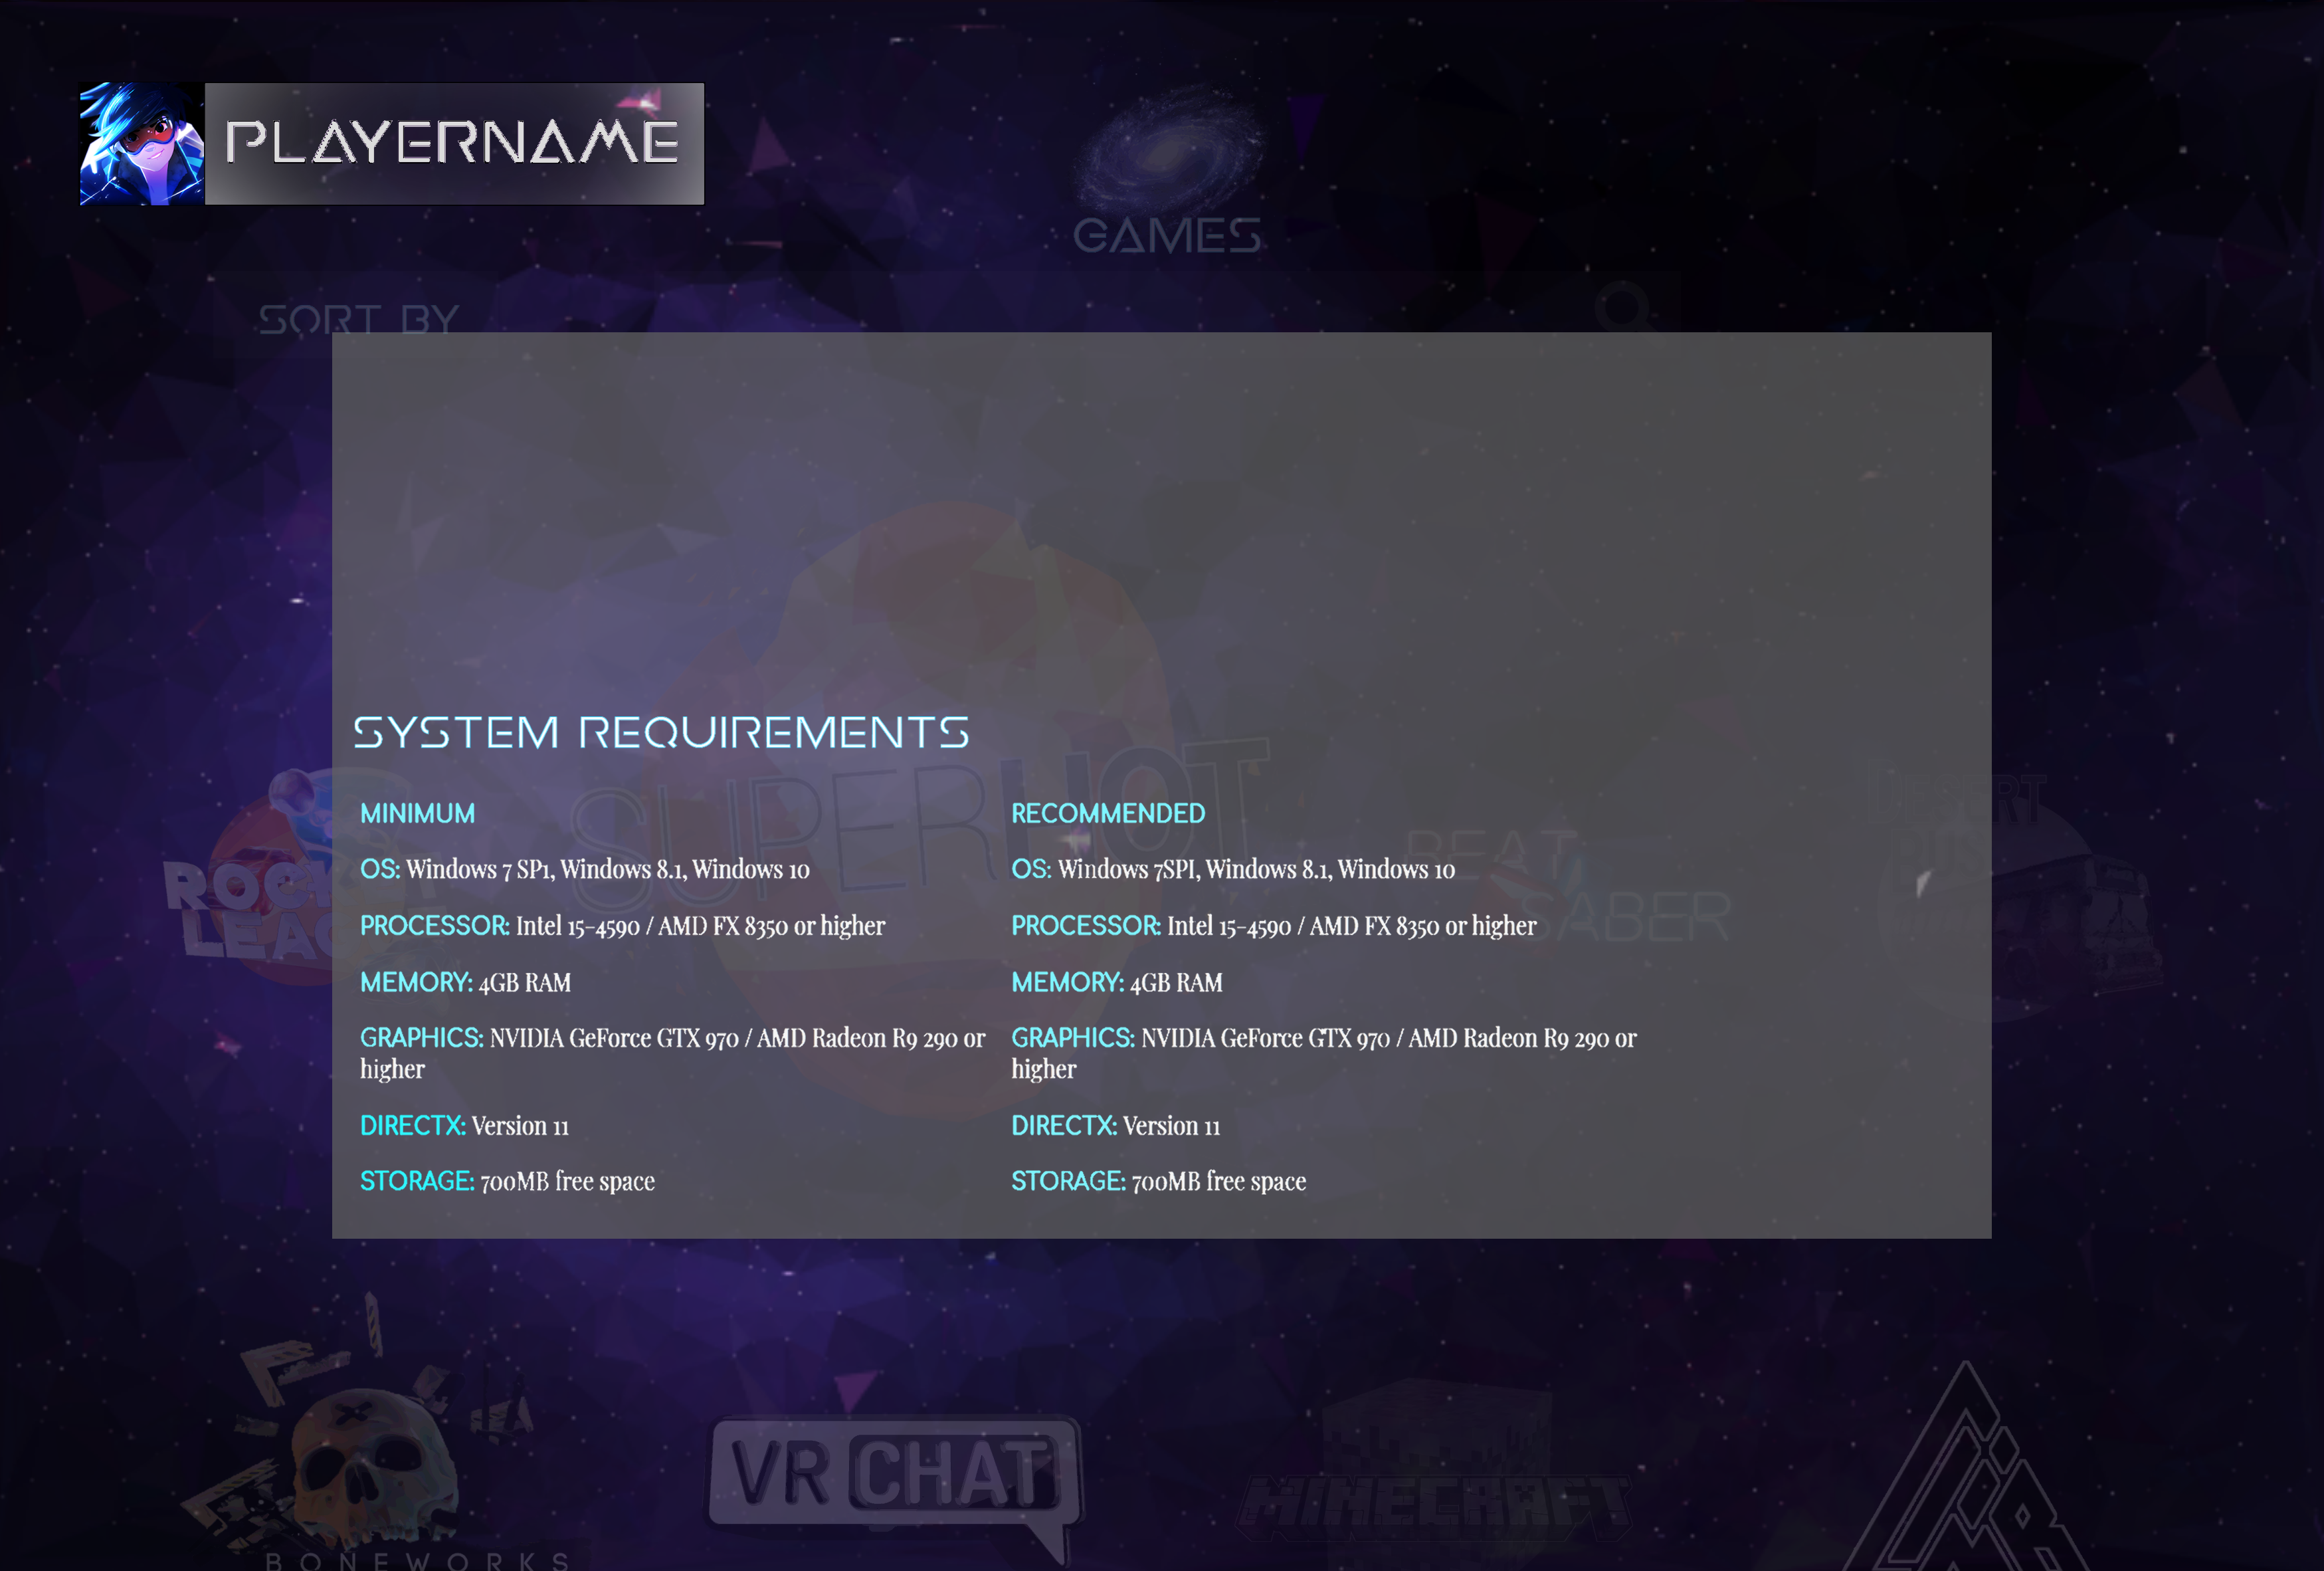 PLAYERNAME
GAMES
SORT BY
SYSTEM REQUIREMENTS
MINIMUM
OS: Windows 7 SP1, Windows 8.1, Windows 10
PROCESSOR: Intel 15-4590 / AMD FX 8350 or higher
MEMORY: 4GB RAM
GRAPHICS: NVIDIA GeForce GTX 970 / AMD Radeon R9 290 or
higher
DIRECTX: Version 11
STORAGE: 700MB free space
RECOMMENDED
OS: Windows 7SPI, Windows 8.1, Windows 10
PROCESSOR: Intel 15-4590 / AMD FX 8350 or higher
MEMORY: 4GB RAM
GRAPHICS: NVIDIA GeForce GTX 970 / AMD Radeon R9 290 or
higher
DIRECTX: Version 11
STORAGE: 700MB free space
SUPERHOT
BEAT
SABER
DESERT
BUS
BONEWORKS
VR CHAT
MINECRAFT